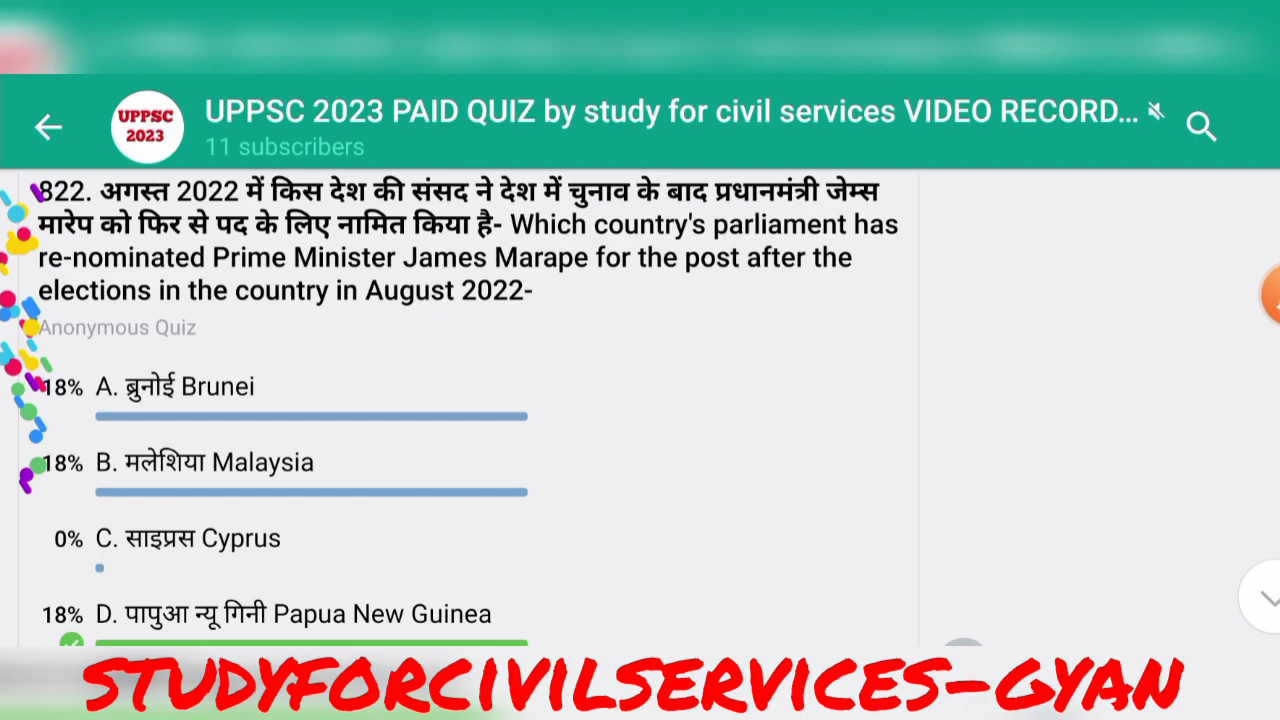 UPPSC
2023
UPPSC 2023 PAID QUIZ by study for civil services VIDEO RECORD...
11 subscribers
822. अगस्त 2022 में किस देश की संसद ने देश में चुनाव के बाद प्रधानमंत्री जेम्स
मारेप को फिर से पद के लिए नामित किया है- Which country's parliament has
re-nominated Prime Minister James Marape for the post after the
elections in the country in August 2022-
Anonymous Quiz
18% A. ब्रुनोई Brunei
18% B. मलेशिया Malaysia
0% C. साइप्रस Cyprus
18% D. पापुआ न्यू गिनी Papua New Guinea
STUDYFORCIVILSERVICES-GYAN